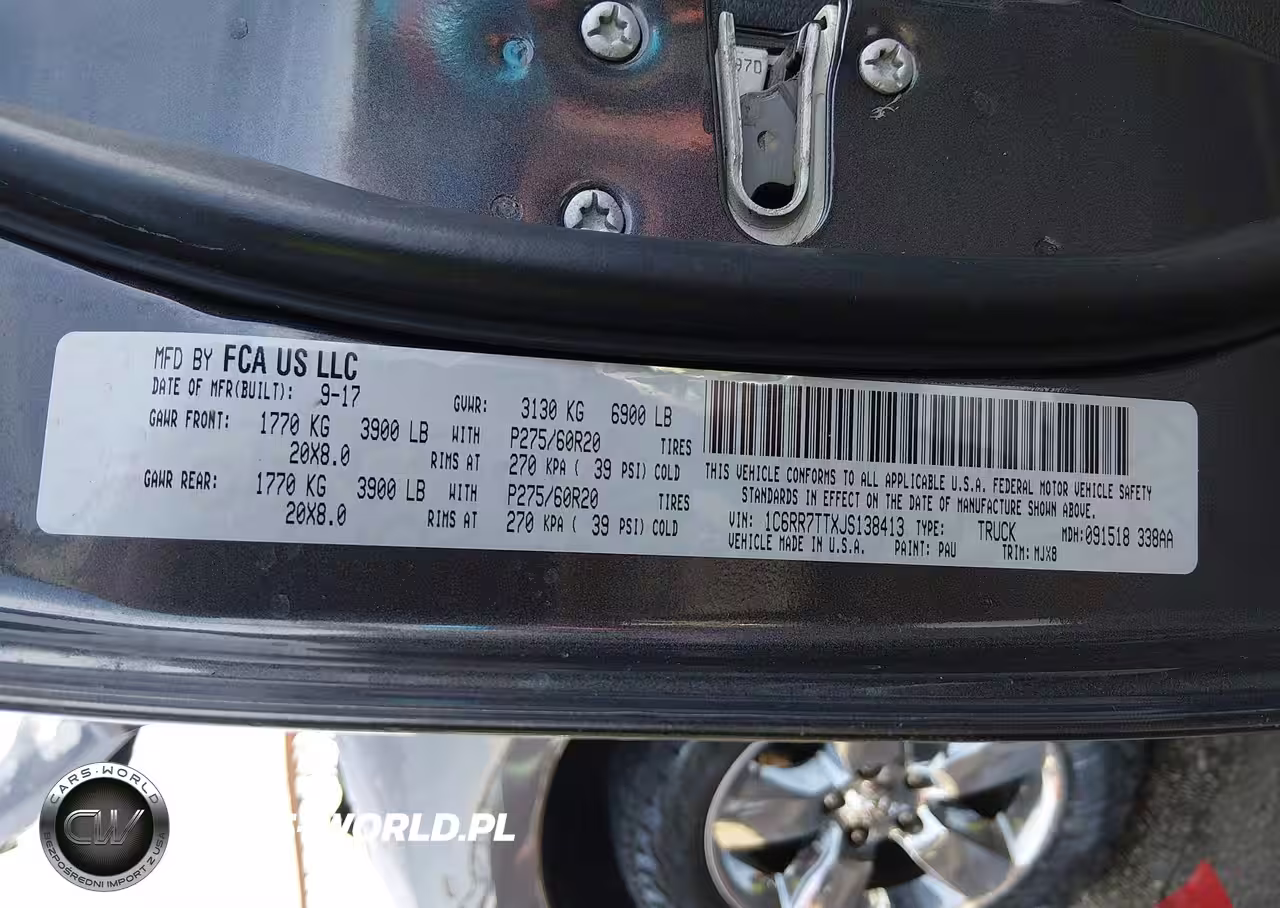 97D
MFD BY FCA US LLC
DATE OF MFR(BUILT): 9-17 GVWR: 3130 KG 6900 LB
GAWR FRONT: 1770 KG 3900 LB WITH P275/60R20 TIRES
20X8.0 RIMS AT 270 KPA ( 39 PSI) COLD
GAWR REAR: 1770 KG 3900 LB WITH P275/60R20 TIRES
20X8.0 RIMS AT 270 KPA ( 39 PSI) COLD
THIS VEHICLE CONFORMS TO ALL APPLICABLE U.S.A. FEDERAL MOTOR VEHICLE SAFETY
STANDARDS IN EFFECT ON THE DATE OF MANUFACTURE SHOWN ABOVE.
VIN: 1C6RR7TTXJS138413 TYPE: TRUCK MDH:091518 338AA
VEHICLE MADE IN U.S.A. PAINT: PAU TRIM: MJX8
CARS-WORLD
CW
BEZPOŚREDNI IMPORT Z USA
-WORLD.PL